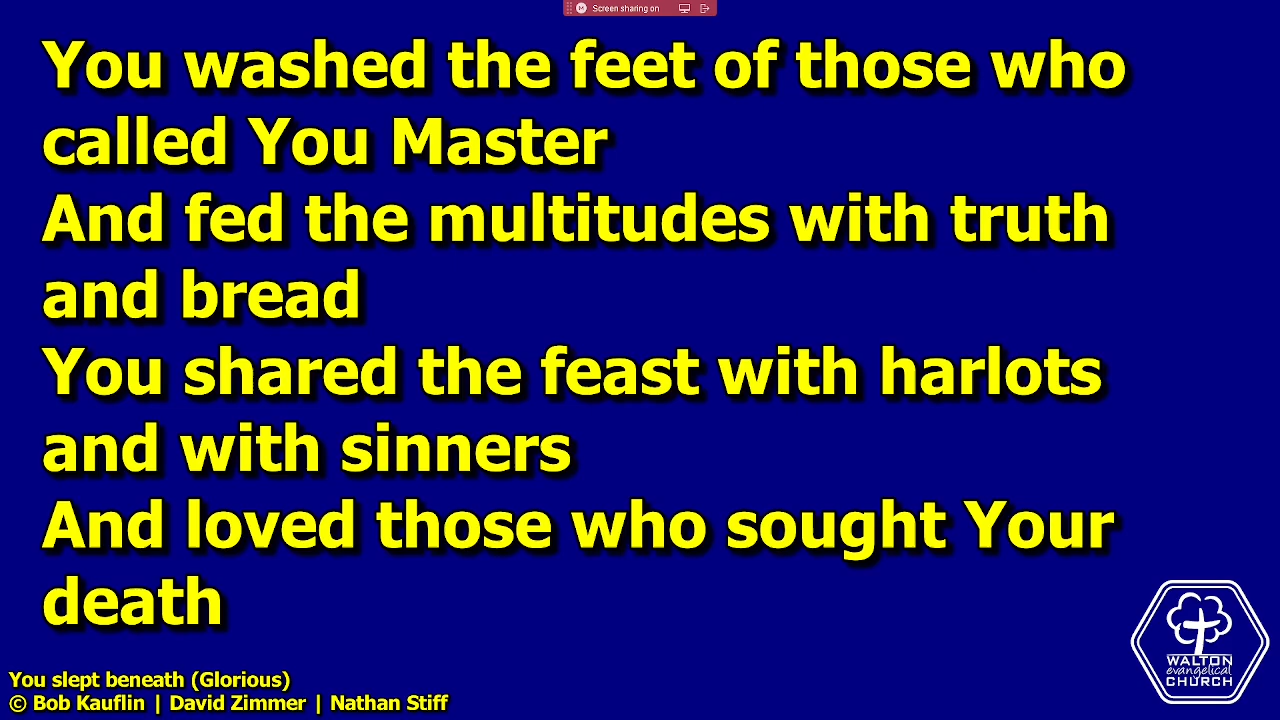 Screen sharing on
You washed the feet of those who
called You Master
And fed the multitudes with truth
and bread
You shared the feast with harlots
and with sinners
And loved those who sought Your
death
You slept beneath (Glorious)
© Bob Kauflin | David Zimmer | Nathan Stiff
WALTON
evangelical
CHURCH